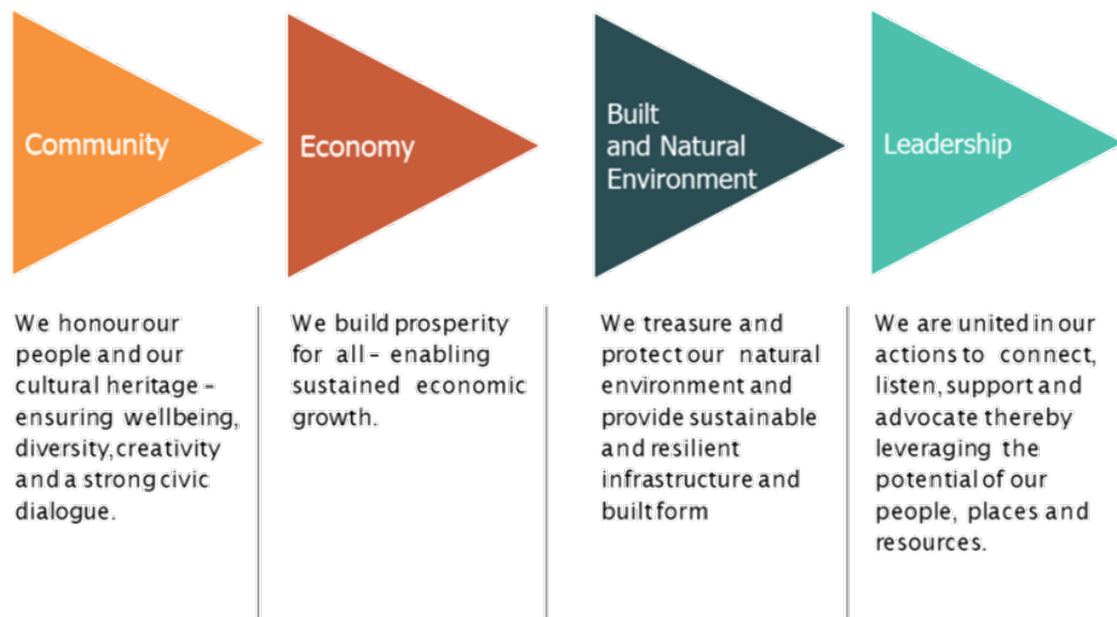 Community
We honour our
people and our
cultural heritage –
ensuring wellbeing,
diversity, creativity
and a strong civic
dialogue.
Economy
We build prosperity
for all – enabling
sustained economic
growth.
Built
and Natural
Environment
We treasure and
protect our natural
environment and
provide sustainable
and resilient
infrastructure and
built form
Leadership
We are united in our
actions to connect,
listen, support and
advocate thereby
leveraging the
potential of our
people, places and
resources.